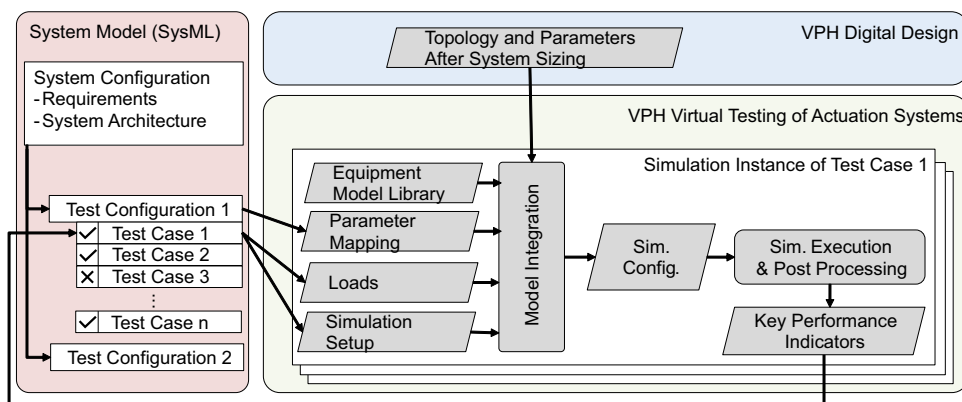 System Model (SysML)
System Configuration
-Requirements
-System Architecture
Test Configuration 1
Test Case 1
Test Case 2
Test Case 3
⋮
Test Case n
Test Configuration 2
VPH Digital Design
Topology and Parameters
After System Sizing
VPH Virtual Testing of Actuation Systems
Simulation Instance of Test Case 1
Equipment
Model Library
Parameter
Mapping
Loads
Simulation
Setup
Model Integration
Sim.
Config.
Sim. Execution
& Post Processing
Key Performance
Indicators